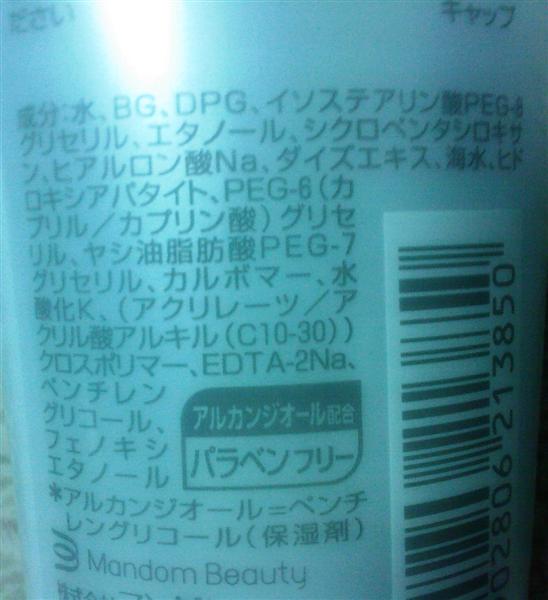 ださい
キャップ
成分:水、BG、DPG、イソステアリン酸PEG-8
グリセリル、エタノール、シクロペンタシロキサ
ン、ヒアルロン酸Na、ダイズエキス、海水、ヒド
ロキシアパタイト、PEG-6(カ
プリル/カプリン酸)グリセ
リル、ヤシ油脂肪酸PEG-7
グリセリル、カルボマー、水
酸化K、(アクリレーツ/ア
クリル酸アルキル(C10-30))
クロスポリマー、EDTA-2Na、
ペンチレン
グリコール、
フェノキシ
エタノール
アルカンジオール配合
パラベンフリー
*アルカンジオール=ペンチ
レングリコール(保湿剤)
Mandom Beauty
株式会社
02806 213850